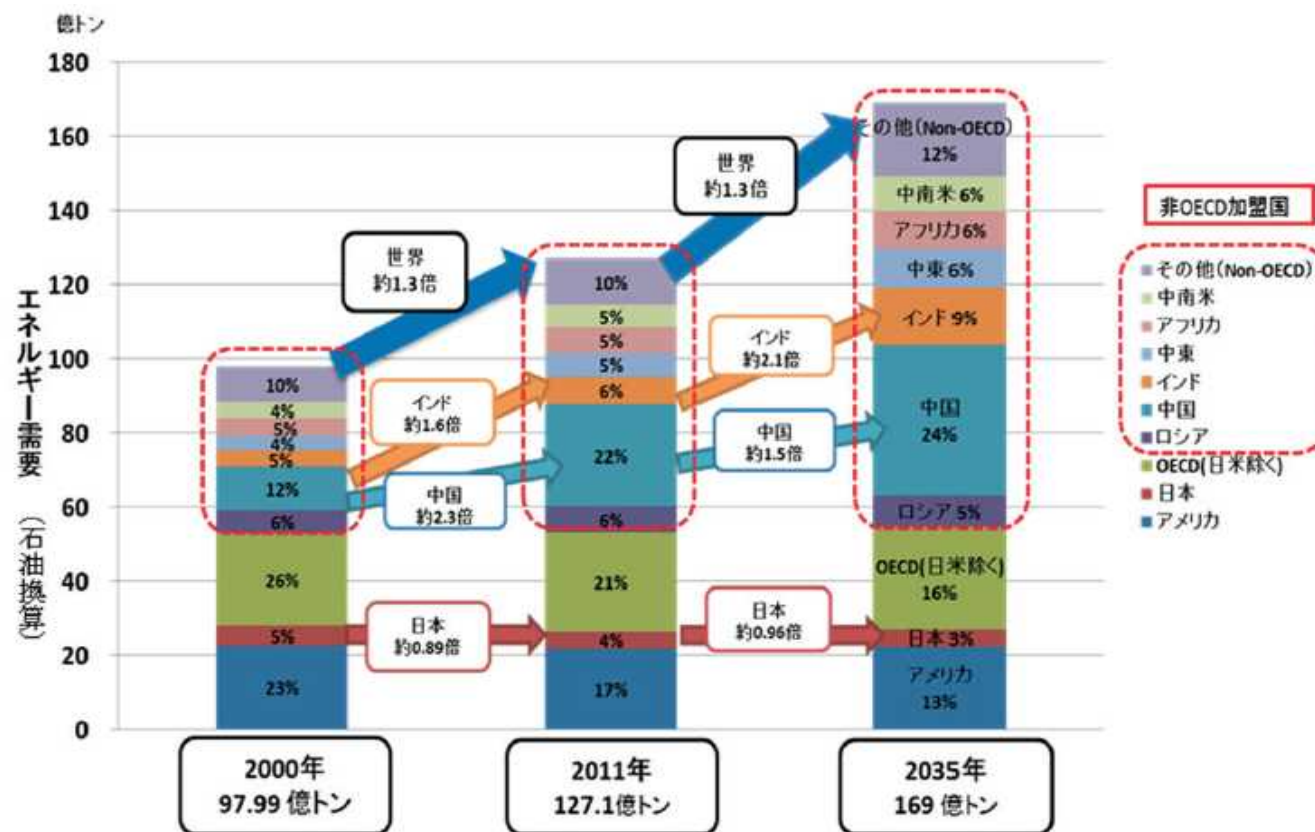 億トン
エネルギー需要 (石油換算)
180
160
140
120
100
80
60
40
20
0
10%
4%
5%
4%
5%
12%
6%
26%
5%
23%
世界
約1.3倍
インド
約1.6倍
中国
約2.3倍
日本
約0.89倍
10%
5%
5%
5%
6%
22%
6%
21%
4%
17%
世界
約1.3倍
インド
約2.1倍
中国
約1.5倍
日本
約0.96倍
その他(Non-OECD)
12%
中南米 6%
アフリカ 6%
中東 6%
インド 9%
中国
24%
ロシア 5%
OECD(日米除く)
16%
日本 3%
アメリカ
13%
2000年
97.99 億トン
2011年
127.1億トン
2035年
169 億トン
非OECD加盟国
その他(Non-OECD)
中南米
アフリカ
中東
インド
中国
ロシア
OECD(日米除く)
日本
アメリカ